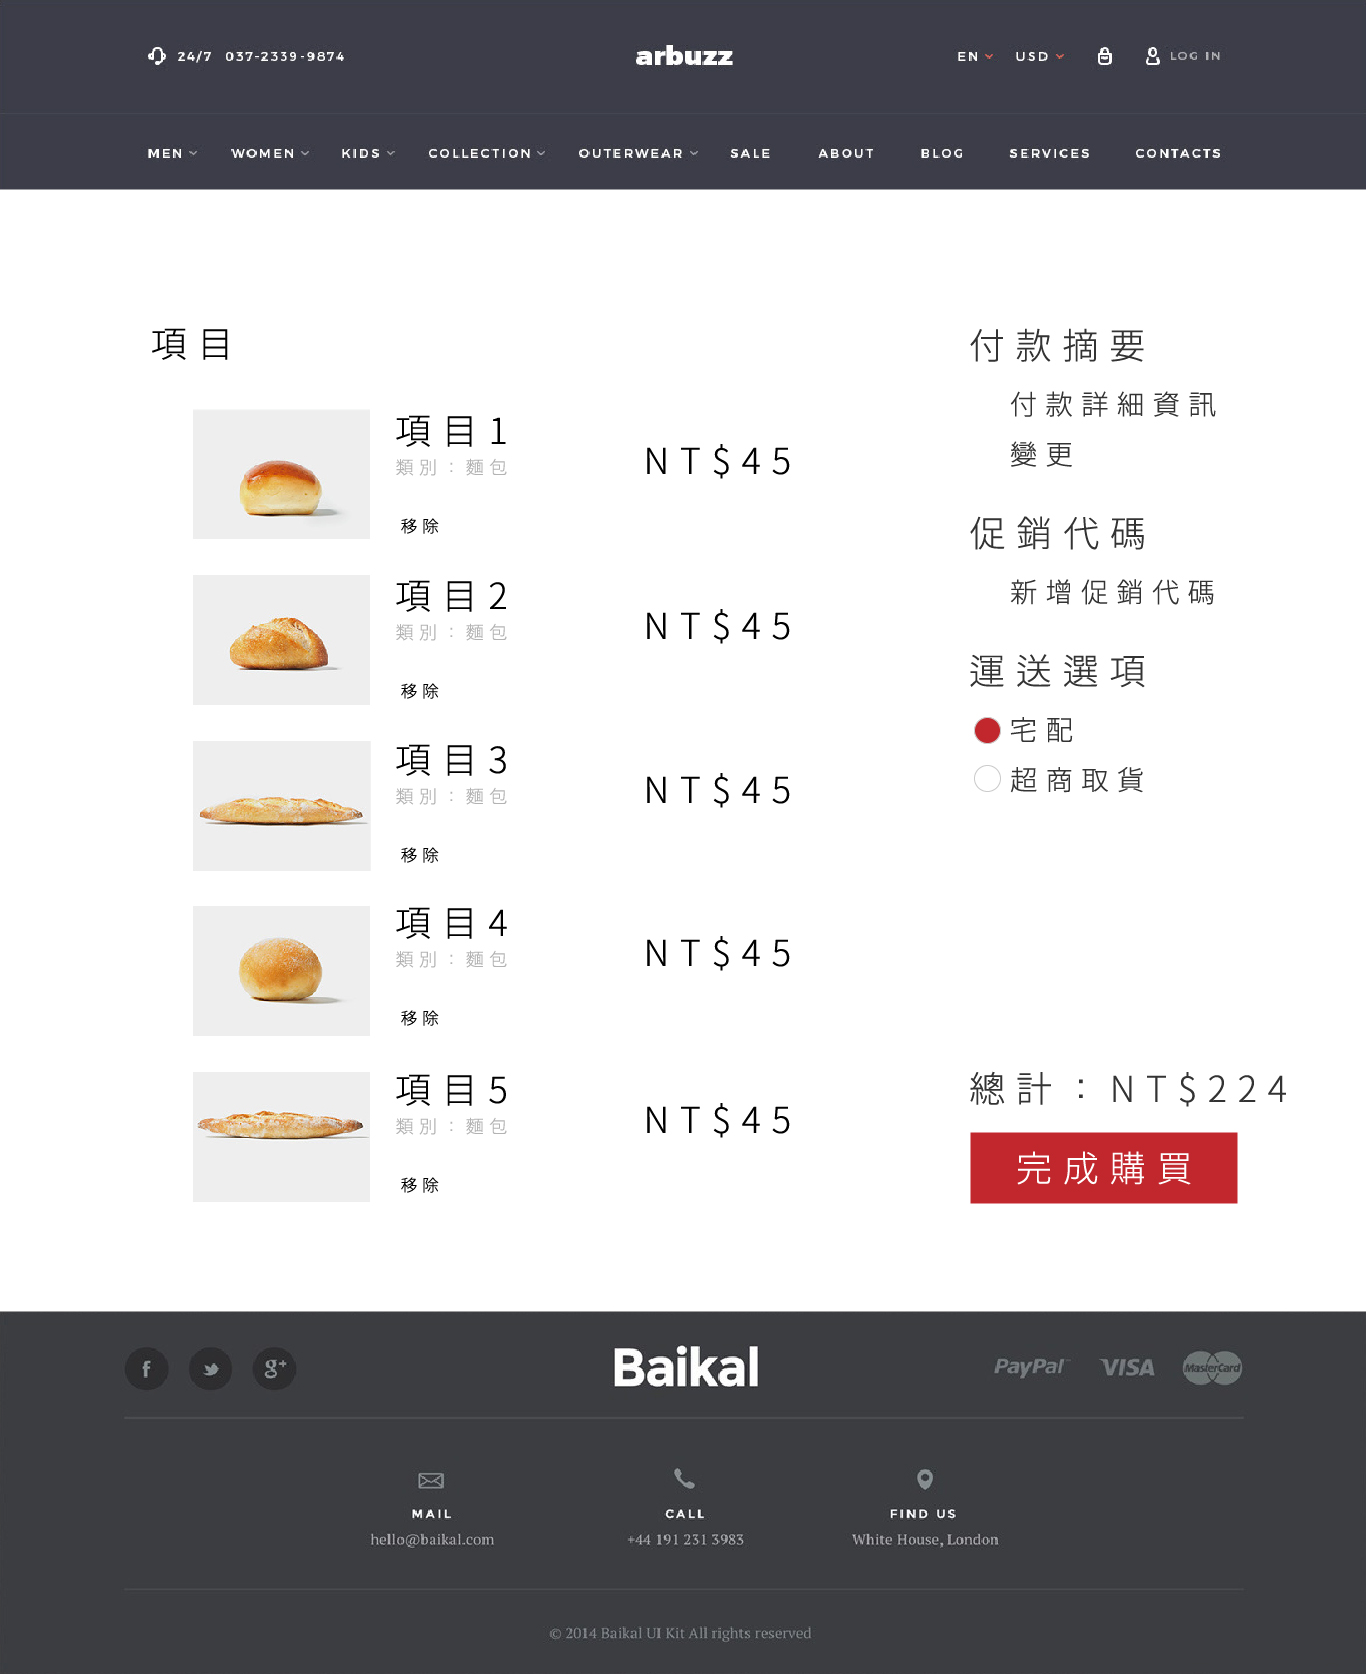 24/7 037-2339-9874
arbuzz
EN USD LOG IN
MEN WOMEN KIDS COLLECTION OUTERWEAR SALE ABOUT BLOG SERVICES CONTACTS
項目
項目1
類別：麵包
NT$45
移除
項目2
類別：麵包
NT$45
移除
項目3
類別：麵包
NT$45
移除
項目4
類別：麵包
NT$45
移除
項目5
類別：麵包
NT$45
移除
付款摘要
付款詳細資訊
變更
促銷代碼
新增促銷代碼
運送選項
宅配
超商取貨
總計：NT$224
完成購買
f g+
Baikal
PayPal VISA MasterCard
MAIL
hello@baikal.com
CALL
+44 191 231 3983
FIND US
White House, London
© 2014 Baikal UI Kit All rights reserved